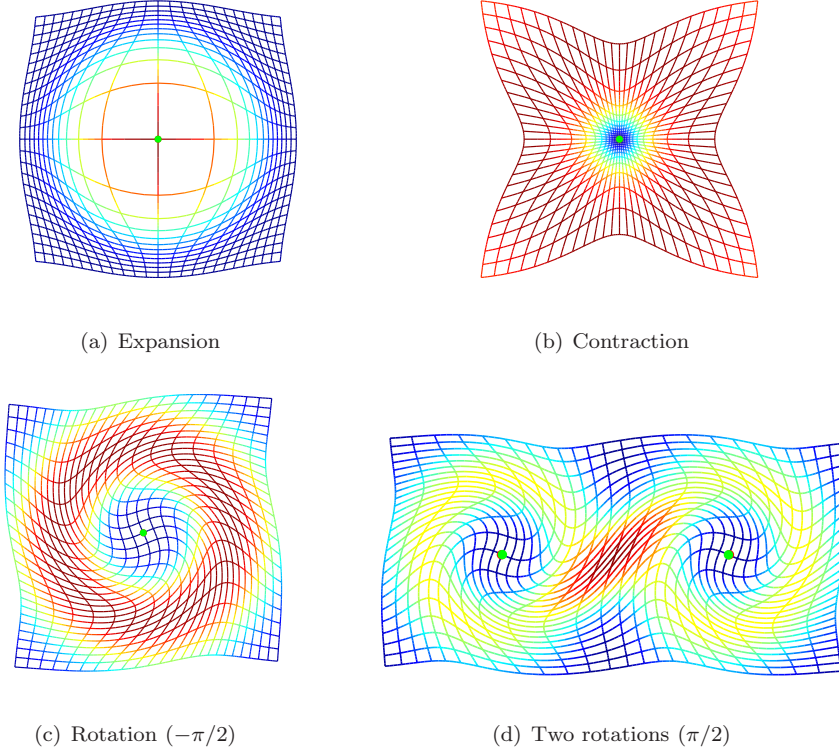 (a) Expansion
(b) Contraction
(c) Rotation (−π/2)
(d) Two rotations (π/2)